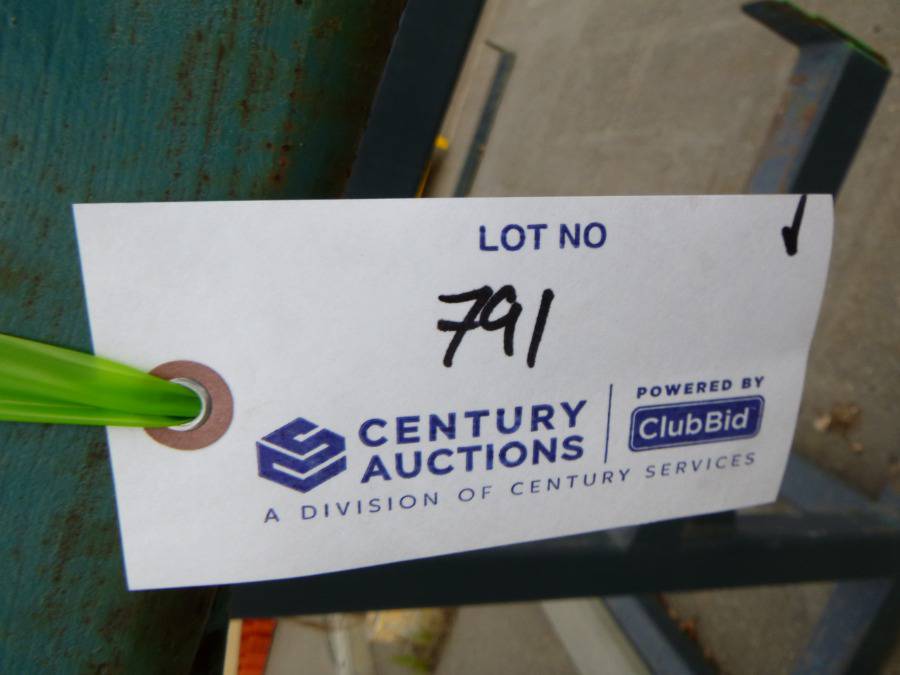 LOT NO
791
CENTURY
AUCTIONS
A DIVISION OF CENTURY SERVICES
POWERED BY
ClubBid